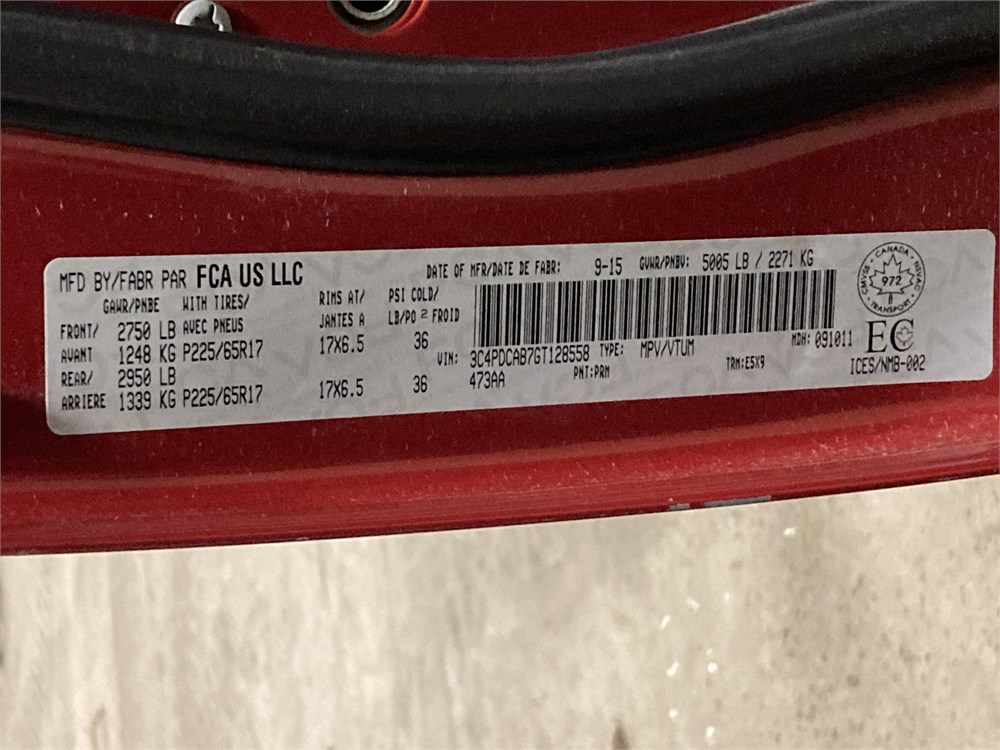 MFD BY/FABR PAR FCA US LLC
DATE OF MFR/DATE DE FABR: 9-15 GVWR/PNBV: 5005 LB / 2271 KG
GAWR/PNBE WITH TIRES/ RIMS AT/ PSI COLD/
FRONT/ 2750 LB AVEC PNEUS JANTES A LB/PO 2 FROID
AVANT 1248 KG P225/65R17 17X6.5 36
REAR/ 2950 LB
ARRIERE 1339 KG P225/65R17 17X6.5 36
MDH: 091011
VIN: 3C4PDCAB7GT128558 TYPE: MPV/VTUM
473AA PNT:PRM TRM:E5X9
CANADA
CMVSS NSVAC
972
TRANSPORT
EC
ICES/NMB-002